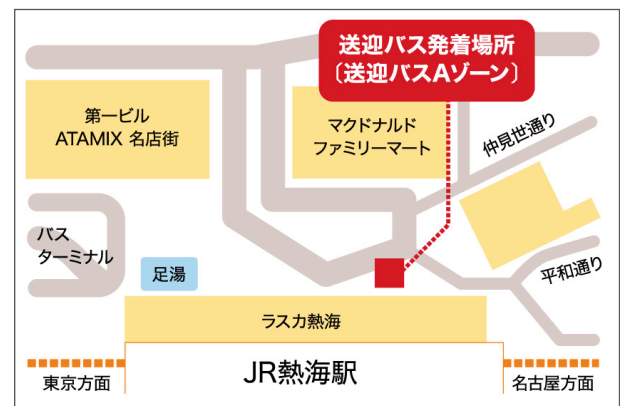 送迎バス発着場所
〔送迎バスAゾーン〕
第一ビル
ATAMIX 名店街
マクドナルド
ファミリーマート
仲見世通り
バス
ターミナル
足湯
平和通り
ラスカ熱海
JR熱海駅
東京方面
名古屋方面